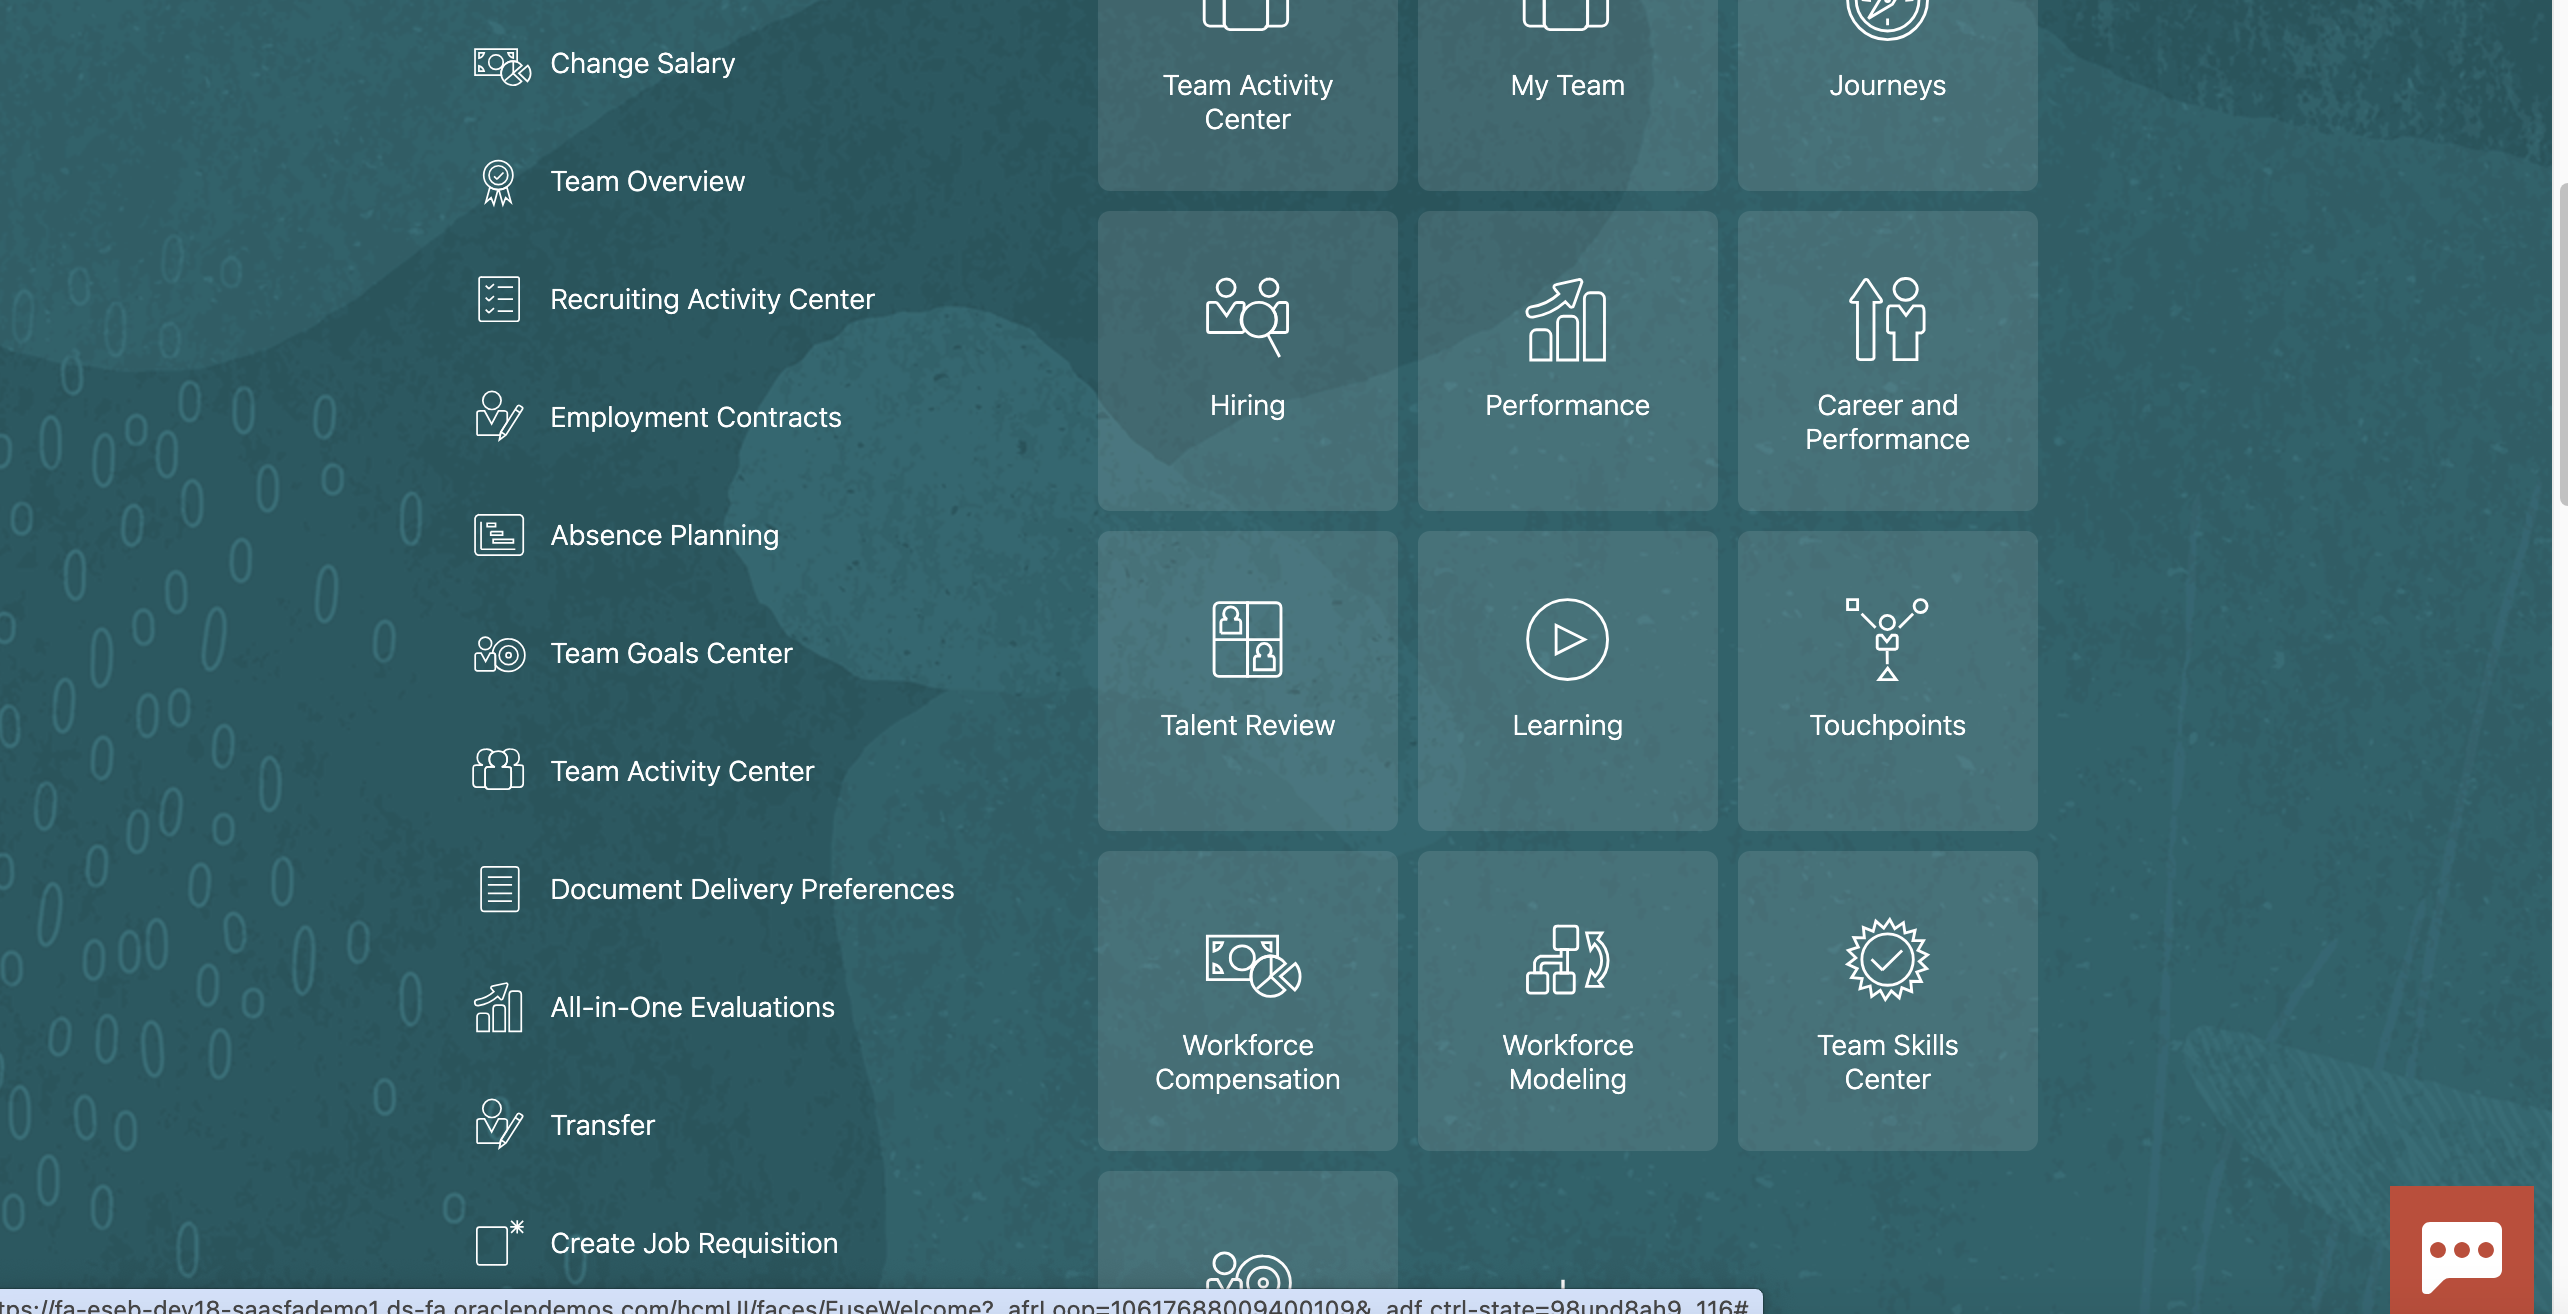 Change Salary
Team Overview
Recruiting Activity Center
Employment Contracts
Absence Planning
Team Goals Center
Team Activity Center
Document Delivery Preferences
All-in-One Evaluations
Transfer
Create Job Requisition
Team Activity
Center
My Team
Journeys
Hiring
Performance
Career and
Performance
Talent Review
Learning
Touchpoints
Workforce
Compensation
Workforce
Modeling
Team Skills
Center
tps://fa-eseb-dev18-saasfademo1.ds-fa.oraclepdemos.com/hcmUI/faces/FuseWelcome?_afrLoop=10617688009400109&_adf.ctrl-state=98upd8ah9_116#